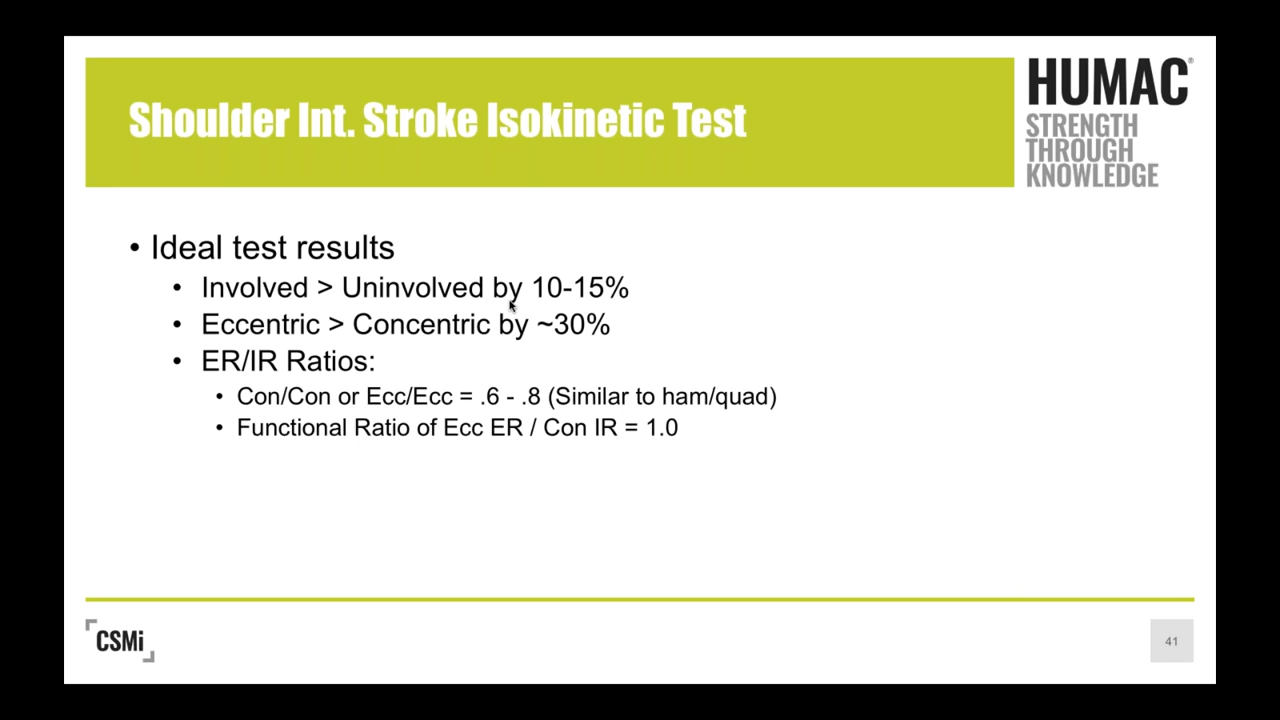 Shoulder Int. Stroke Isokinetic Test
HUMAC®
STRENGTH
THROUGH
KNOWLEDGE
• Ideal test results
• Involved > Uninvolved by 10-15%
• Eccentric > Concentric by ~30%
• ER/IR Ratios:
• Con/Con or Ecc/Ecc = .6 - .8 (Similar to ham/quad)
• Functional Ratio of Ecc ER / Con IR = 1.0
CSMi
41